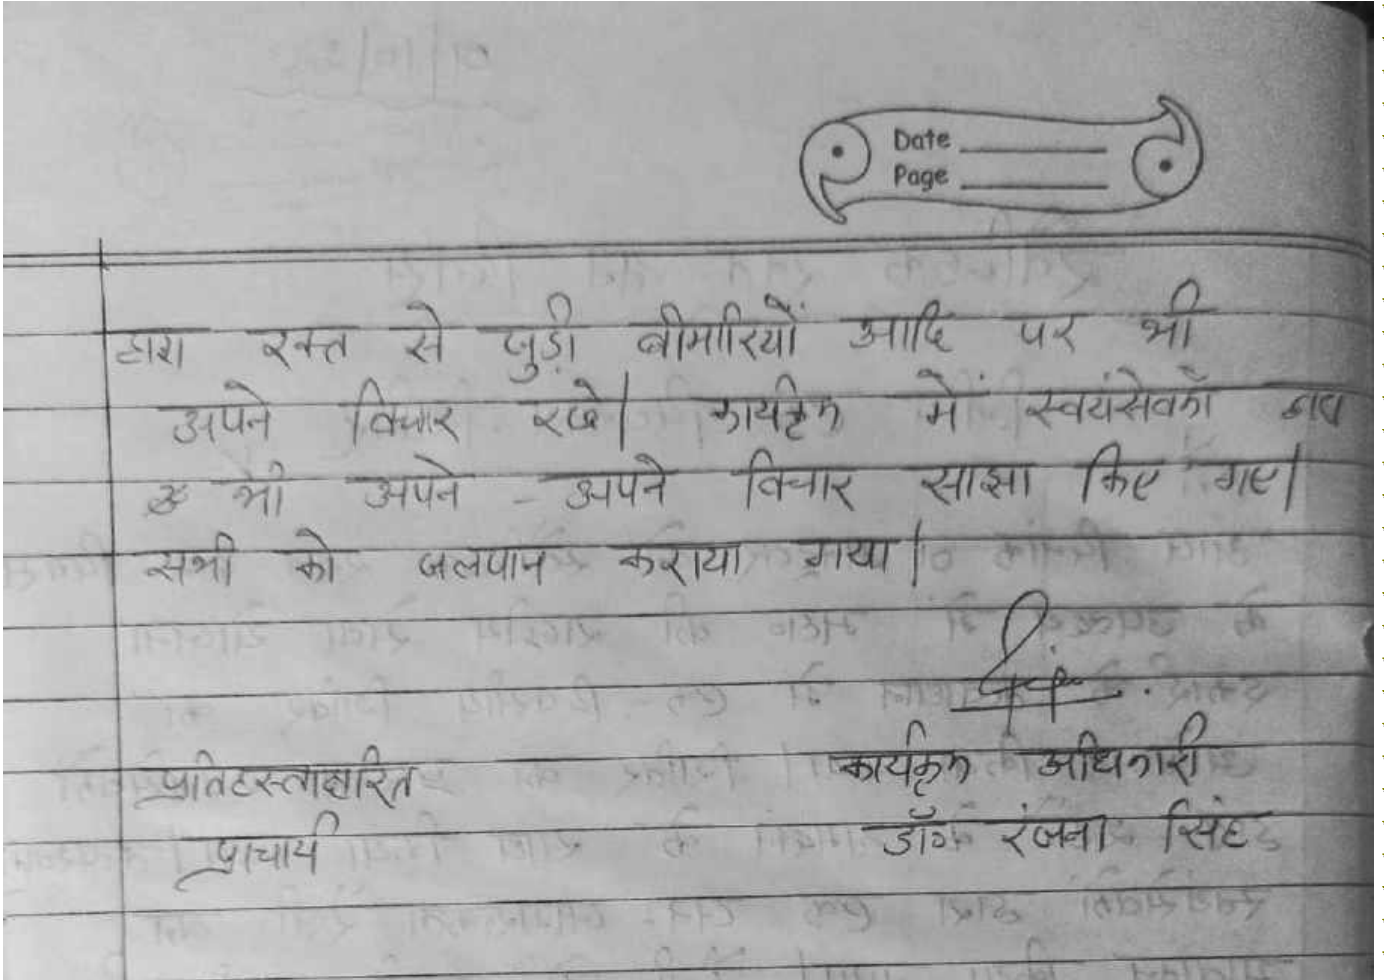 Date
Page
द्वारा रक्त से जुड़ी बीमारियों आदि पर भी
अपने विचार रखे। कार्यक्रम में स्वयंसेवकों द्वारा
भी अपने - अपने विचार साझा किए गए।
सभी को जलपान कराया गया।
प्रतिहस्ताक्षरित
कार्यक्रम अधिकारी
प्राचार्य
डॉ० रंजना सिंह